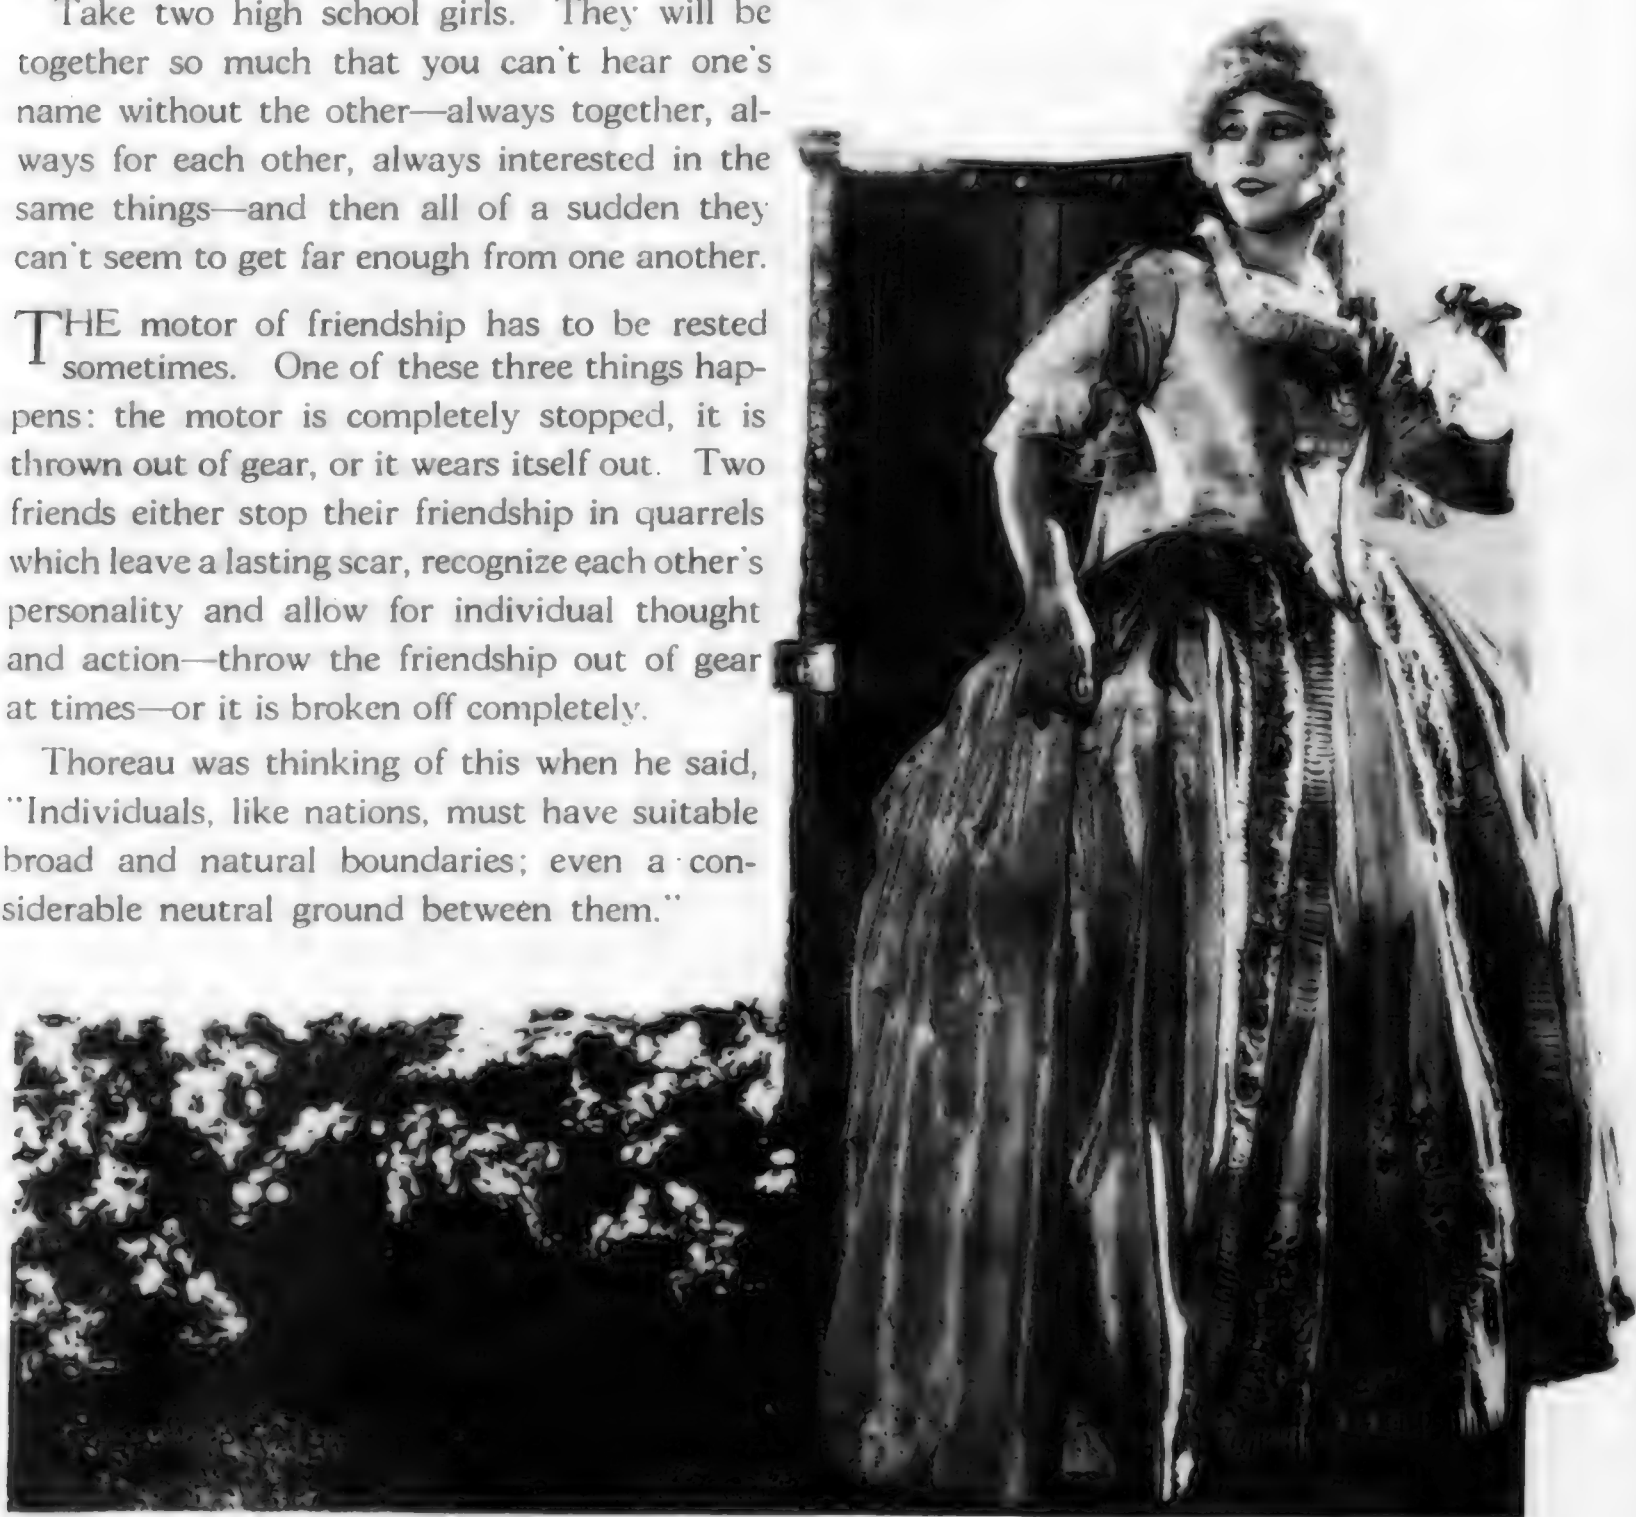 Take two high school girls. They will be
together so much that you can't hear one's
name without the other—always together, al-
ways for each other, always interested in the
same things—and then all of a sudden they
can't seem to get far enough from one another.
THE motor of friendship has to be rested
sometimes. One of these three things hap-
pens: the motor is completely stopped, it is
thrown out of gear, or it wears itself out. Two
friends either stop their friendship in quarrels
which leave a lasting scar, recognize each other's
personality and allow for individual thought
and action—throw the friendship out of gear
at times—or it is broken off completely.
Thoreau was thinking of this when he said,
"Individuals, like nations, must have suitable
broad and natural boundaries; even a con-
siderable neutral ground between them."